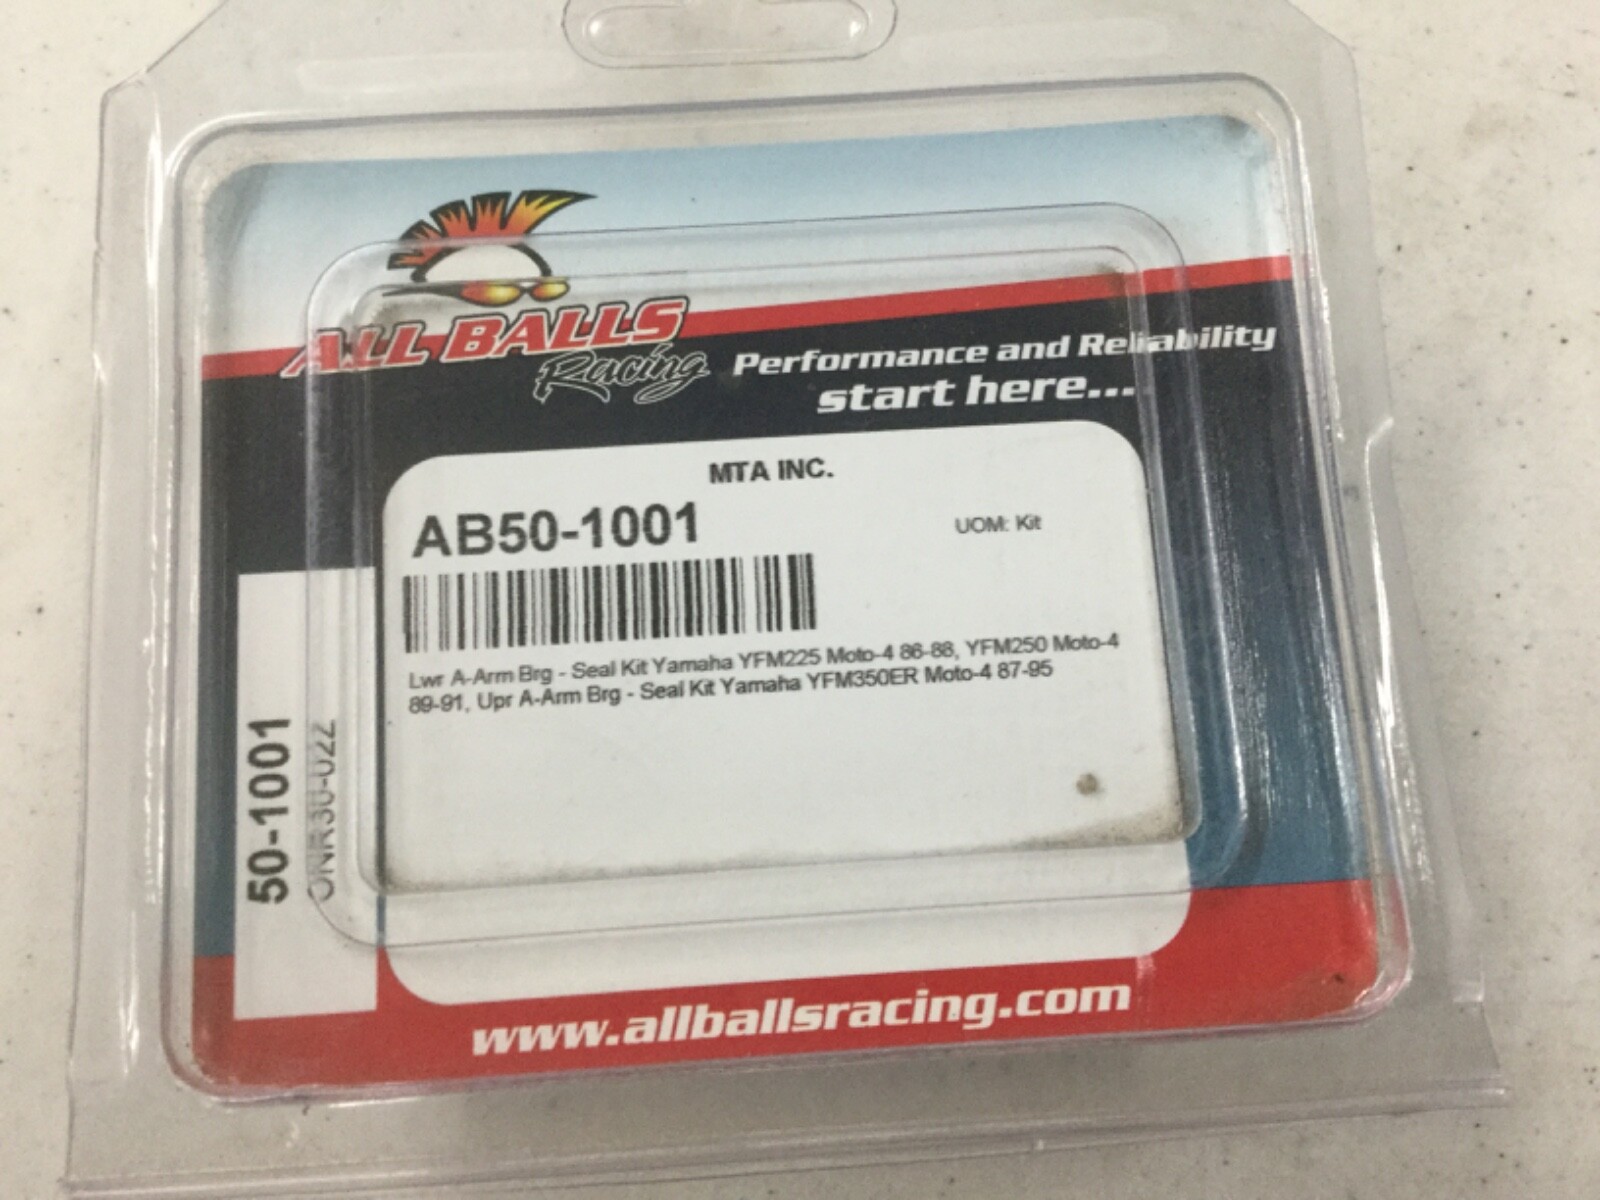 ALL BALLS
Racing
Performance and Reliability
start here...
MTA INC.
AB50-1001
UOM: Kit
Lwr A-Arm Brg - Seal Kit Yamaha YFM225 Moto-4 86-88, YFM250 Moto-4
89-91, Upr A-Arm Brg - Seal Kit Yamaha YFM350ER Moto-4 87-95
50-1001
www.allballsracing.com